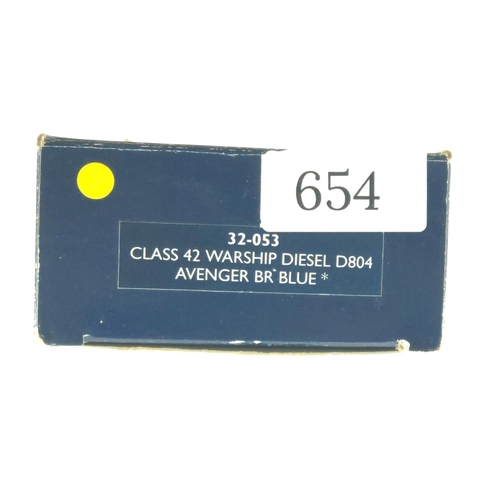 654
32-053
CLASS 42 WARSHIP DIESEL D804
AVENGER BR BLUE *